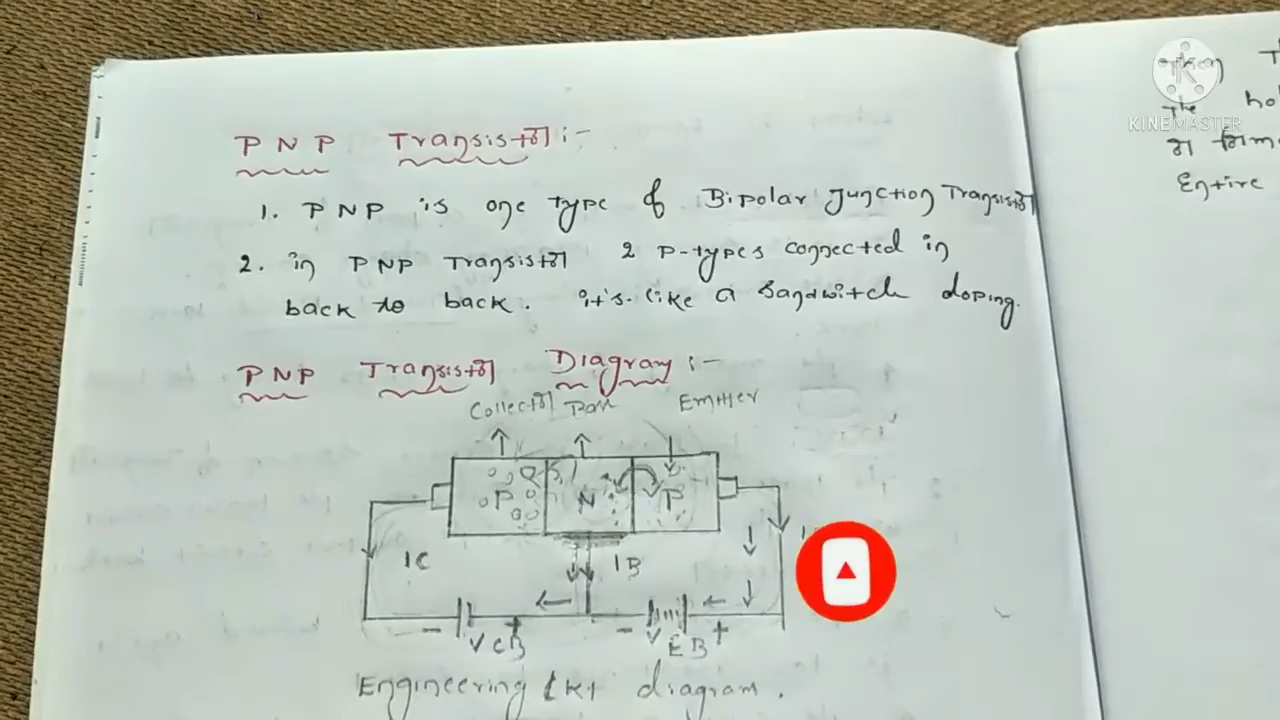 PNP Transistor :-
1. PNP is one type of Bipolar Junction Transistor
2. in PNP Transistor 2 P-types connected in
back to back. it's like a sandwitch doping.
PNP Transistor Diagram :-
Collector Emitter
P N P
IC IB
- + - +
VCB VEB
Engineering diagram.
The hol
Entire
KINEMASTER